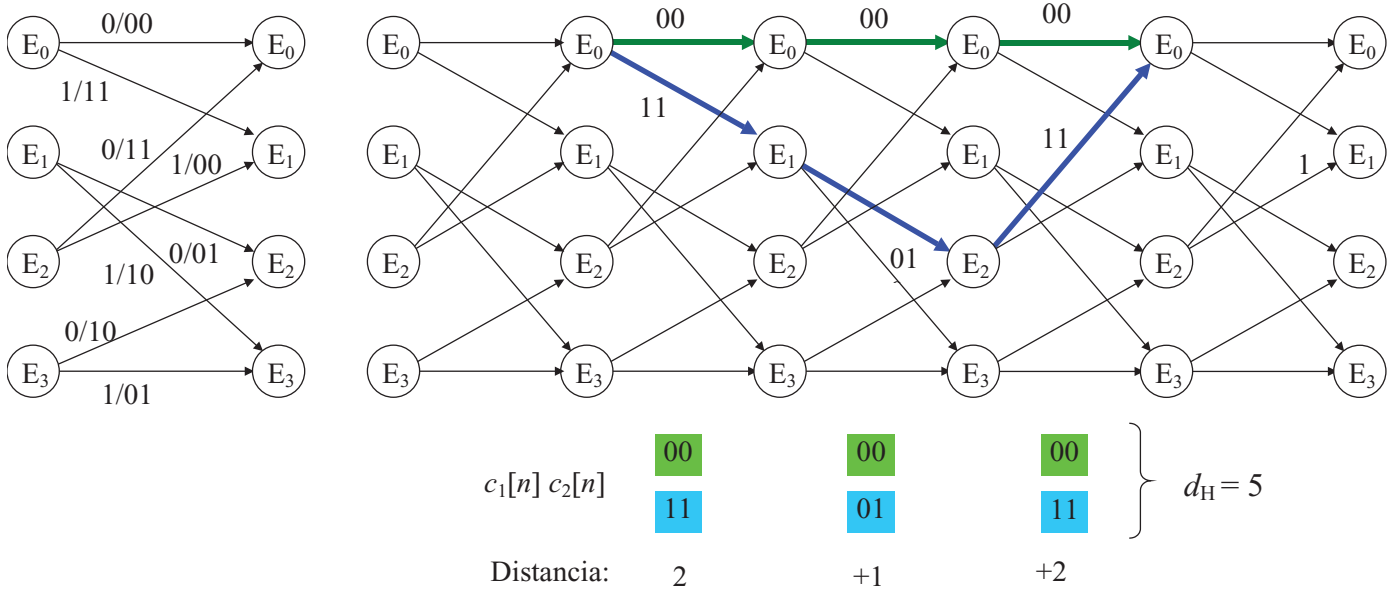 0/00 00 00 00
E0 E0 E0 E0 E0 E0 E0 E0
1/11 11 11
0/11 1/00 1
E1 E1 E1 E1 E1 E1 E1 E1
0/01
E2 E2 E2 E2 E2 E2 E2 E2
1/10 01
0/10
E3 E3 E3 E3 E3 E3 E3 E3
1/01
00 00 00
c1[n] c2[n] dH = 5
11 01 11
Distancia: 2 +1 +2